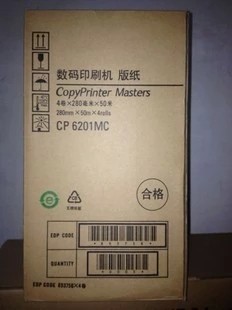 数码印刷机 版纸
CopyPrinter Masters
4卷×280毫米×50米
280mm × 50m × 4rolls
CP 6201MC
合格
EDP CODE
QUANTITY